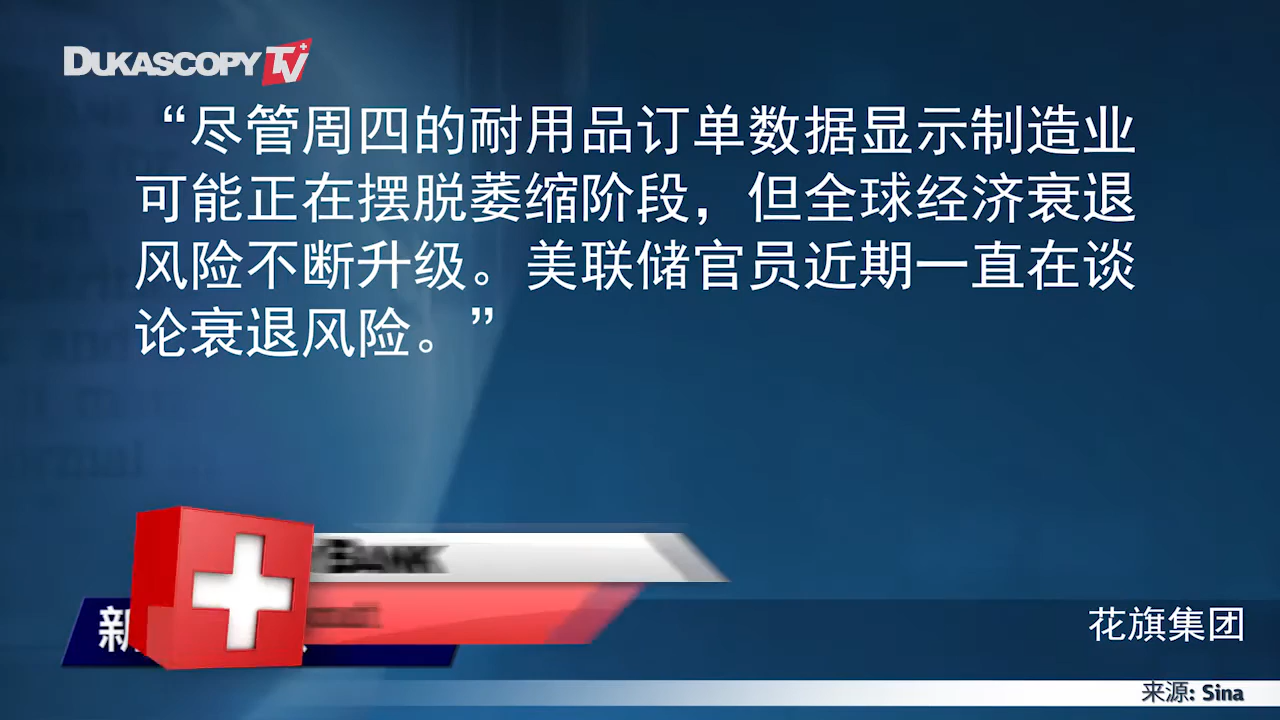 DUKASCOPY TV
“尽管周四的耐用品订单数据显示制造业
可能正在摆脱萎缩阶段，但全球经济衰退
风险不断升级。美联储官员近期一直在谈
论衰退风险。”
BANK
新
花旗集团
来源: Sina